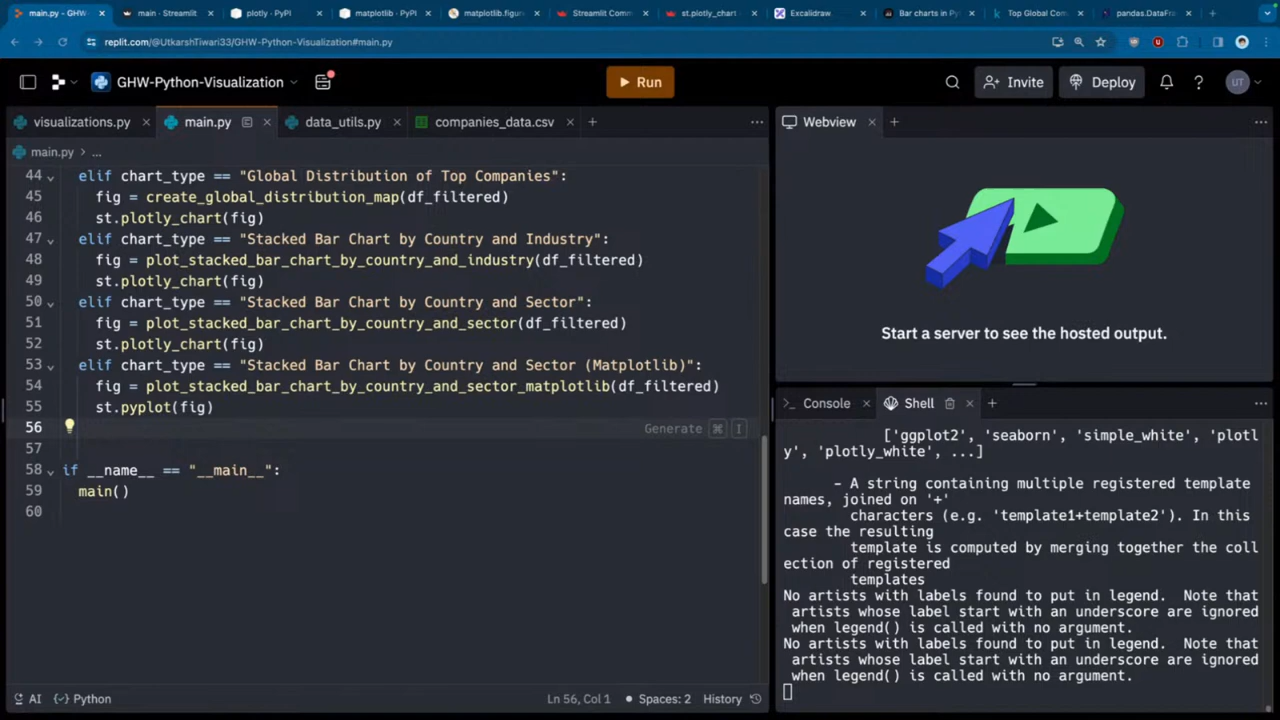 main.py - GHW
main · Streamlit
plotly · PyPI
matplotlib · PyPI
matplotlib.figur
Streamlit Comm
st.plotly_chart
Excalidraw
Bar charts in Py
Top Global Com
pandas.DataFra
replit.com/@UtkarshTiwari33/GHW-Python-Visualization#main.py
GHW-Python-Visualization
Run
Invite
Deploy
UT
visualizations.py
main.py
data_utils.py
companies_data.csv
Webview
main.py > ...
44 elif chart_type == "Global Distribution of Top Companies":
45 fig = create_global_distribution_map(df_filtered)
46 st.plotly_chart(fig)
47 elif chart_type == "Stacked Bar Chart by Country and Industry":
48 fig = plot_stacked_bar_chart_by_country_and_industry(df_filtered)
49 st.plotly_chart(fig)
50 elif chart_type == "Stacked Bar Chart by Country and Sector":
51 fig = plot_stacked_bar_chart_by_country_and_sector(df_filtered)
52 st.plotly_chart(fig)
53 elif chart_type == "Stacked Bar Chart by Country and Sector (Matplotlib)":
54 fig = plot_stacked_bar_chart_by_country_and_sector_matplotlib(df_filtered)
55 st.pyplot(fig)
56 Generate ⌘ I
57
58 if __name__ == "__main__":
59 main()
60
Start a server to see the hosted output.
Console
Shell
['ggplot2', 'seaborn', 'simple_white', 'plotl
y', 'plotly_white', ...]
- A string containing multiple registered template
names, joined on '+'
characters (e.g. 'template1+template2'). In this
case the resulting
template is computed by merging together the coll
ection of registered
templates
No artists with labels found to put in legend. Note that
artists whose label start with an underscore are ignored
when legend() is called with no argument.
No artists with labels found to put in legend. Note that
artists whose label start with an underscore are ignored
when legend() is called with no argument.
AI
Python
Ln 56, Col 1
Spaces: 2
History